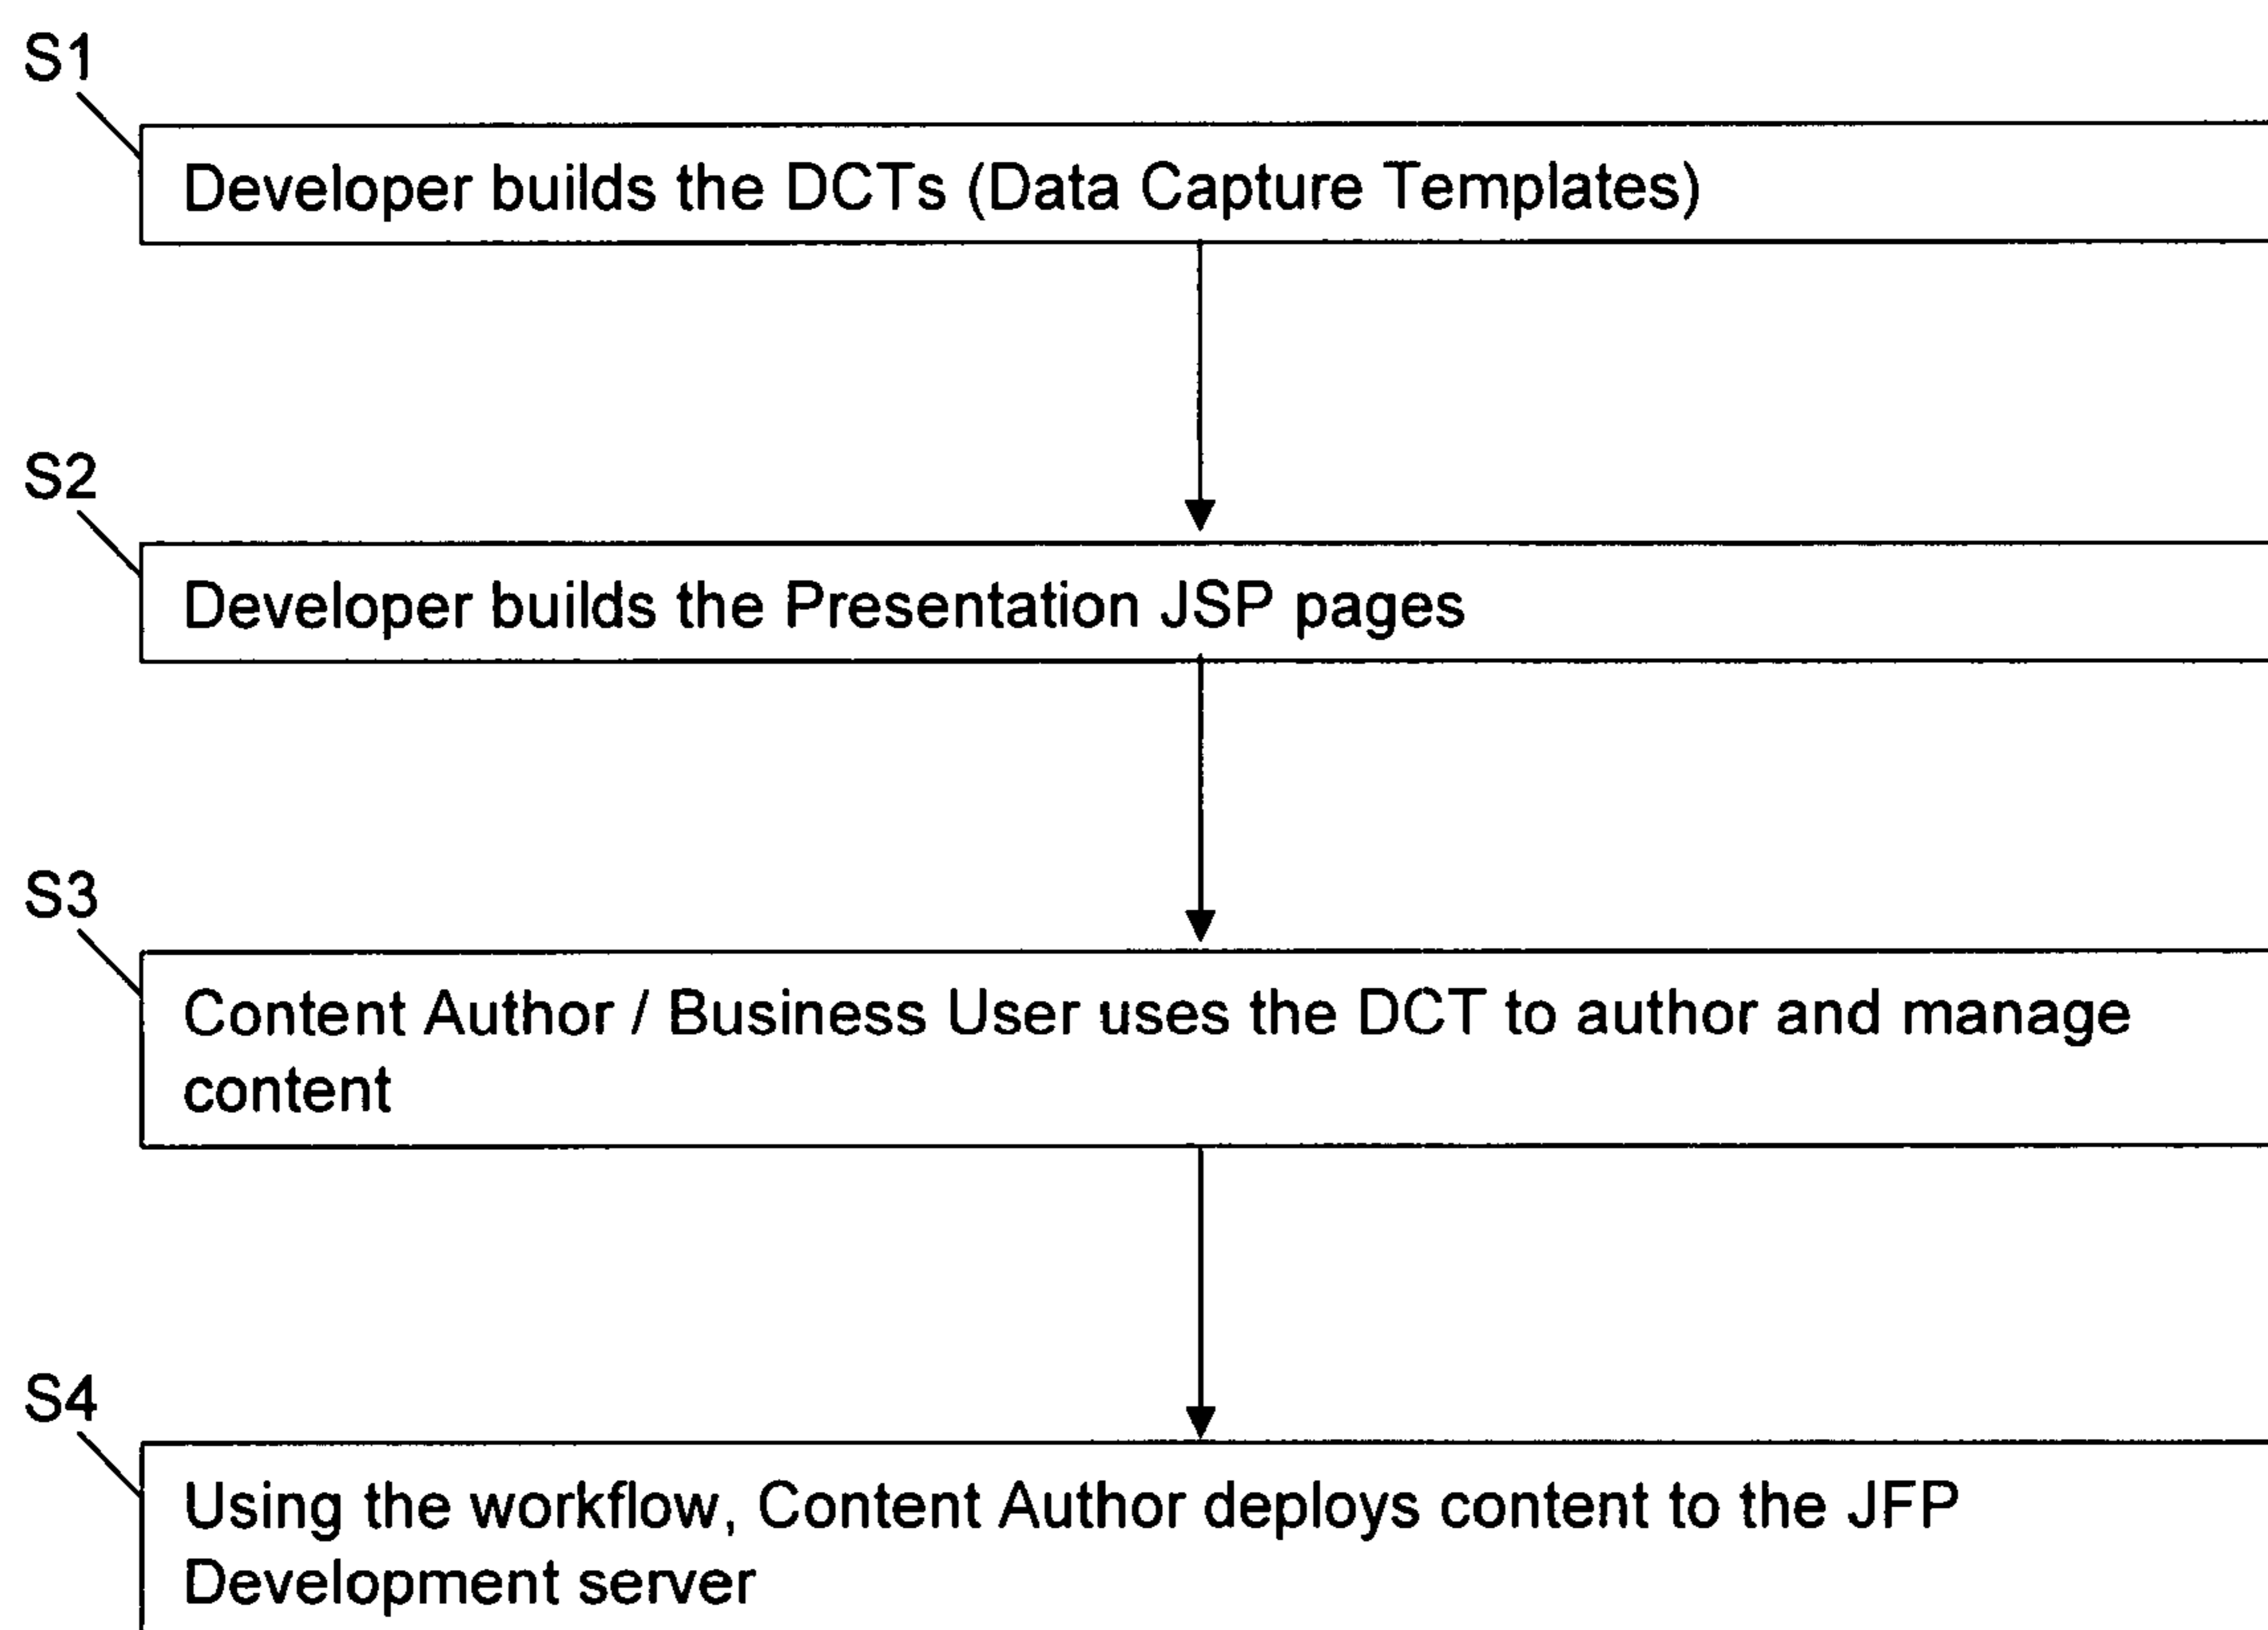 S1
Developer builds the DCTs (Data Capture Templates)
S2
Developer builds the Presentation JSP pages
S3
Content Author / Business User uses the DCT to author and manage
content
S4
Using the workflow, Content Author deploys content to the JFP
Development server